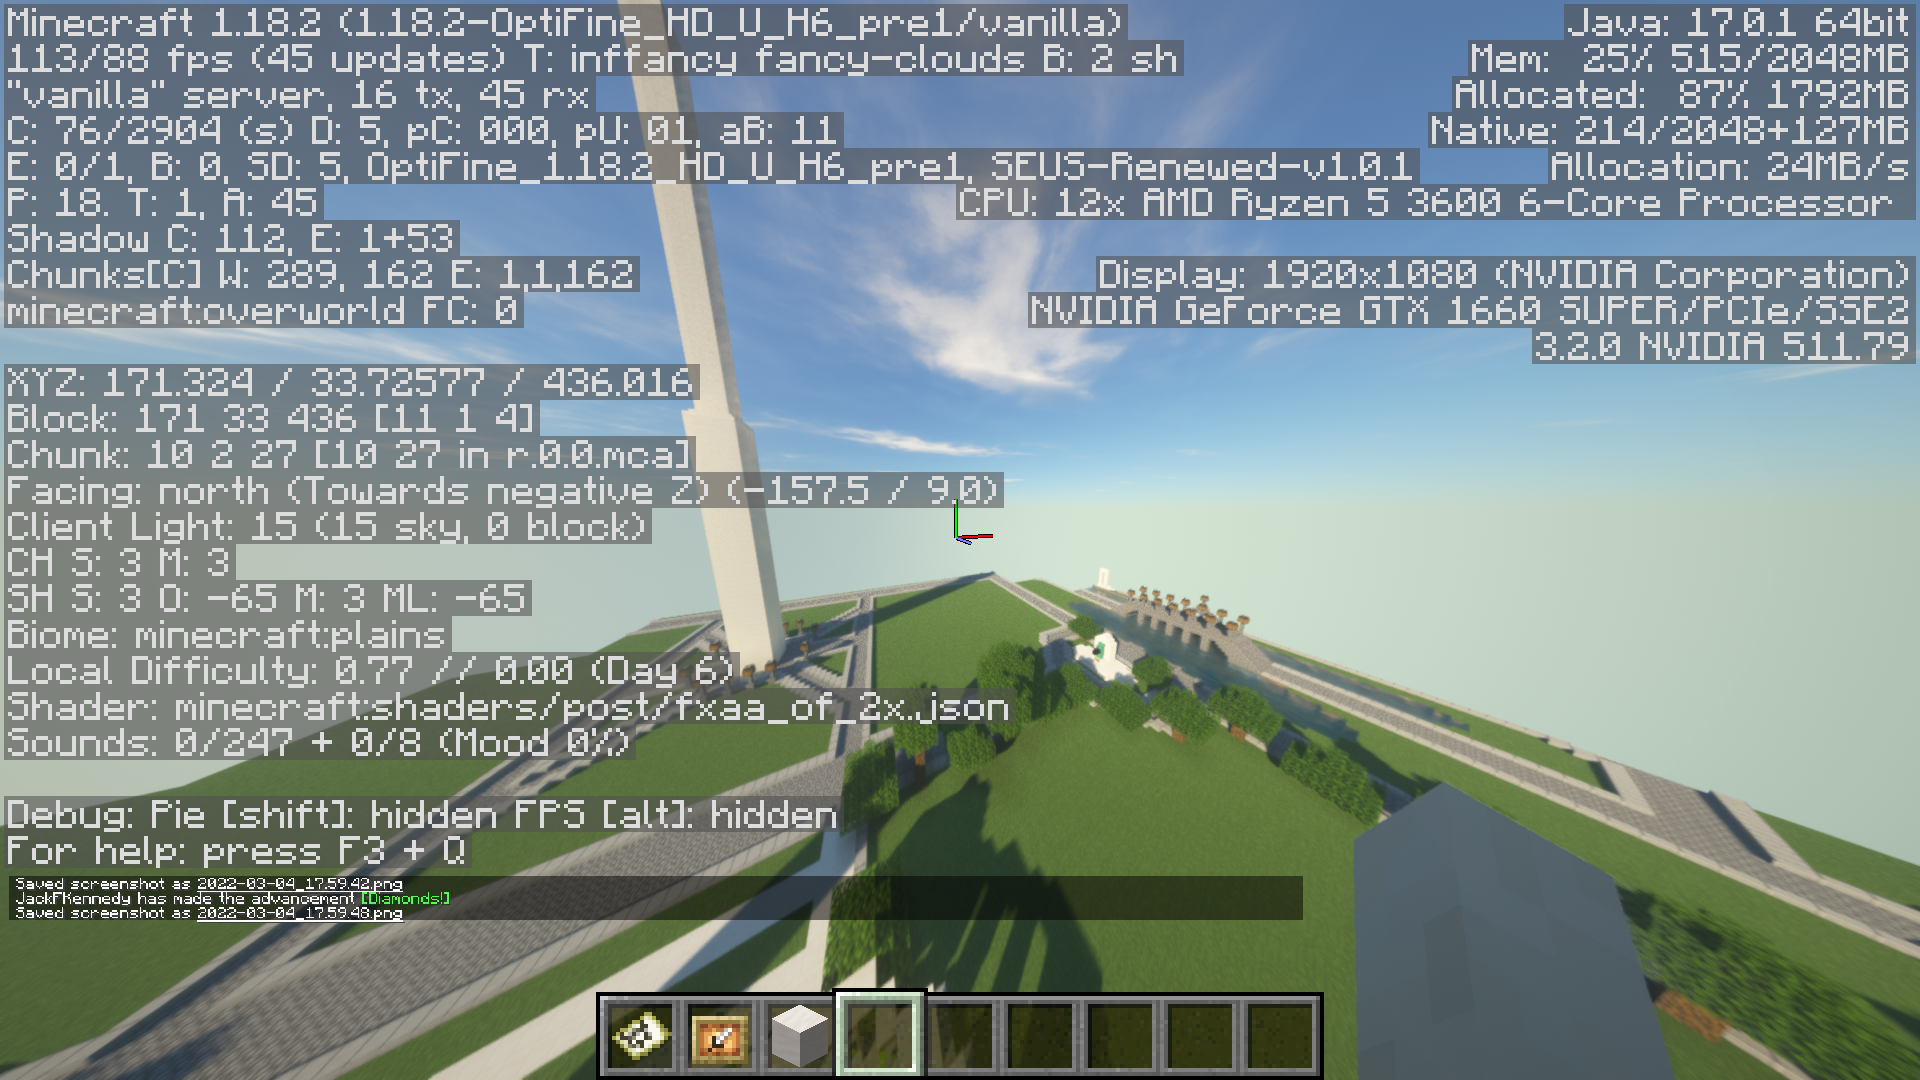 Minecraft 1.18.2 (1.18.2-OptiFine_HD_U_H6_pre1/vanilla)
113/88 fps (45 updates) T: inffancy fancy-clouds B: 2 sh
"vanilla" server, 16 tx, 45 rx
C: 76/2904 (s) D: 5, pC: 000, pU: 01, aB: 11
E: 0/1, B: 0, SD: 5, OptiFine_1.18.2_HD_U_H6_pre1, SEUS-Renewed-v1.0.1
P: 18. T: 1, A: 45
Shadow C: 112, E: 1+53
Chunks[C] W: 289, 162 E: 1,1,162
minecraft:overworld FC: 0
XYZ: 171.324 / 33.72577 / 436.016
Block: 171 33 436 [11 1 4]
Chunk: 10 2 27 [10 27 in r.0.0.mca]
Facing: north (Towards negative Z) (-157.5 / 9.0)
Client Light: 15 (15 sky, 0 block)
CH S: 3 M: 3
SH S: 3 O: -65 M: 3 ML: -65
Biome: minecraft:plains
Local Difficulty: 0.77 // 0.00 (Day 6)
Shader: minecraft:shaders/post/fxaa_of_2x.json
Sounds: 0/247 + 0/8 (Mood 0%)
Debug: Pie [shift]: hidden FPS [alt]: hidden
For help: press F3 + Q
Java: 17.0.1 64bit
Mem: 25% 515/2048MB
Allocated: 87% 1792MB
Native: 214/2048+127MB
Allocation: 24MB/s
CPU: 12x AMD Ryzen 5 3600 6-Core Processor
Display: 1920x1080 (NVIDIA Corporation)
NVIDIA GeForce GTX 1660 SUPER/PCIe/SSE2
3.2.0 NVIDIA 511.79
Saved screenshot as 2022-03-04_17.59.42.png
JackFKennedy has made the advancement [Diamonds!]
Saved screenshot as 2022-03-04_17.59.48.png